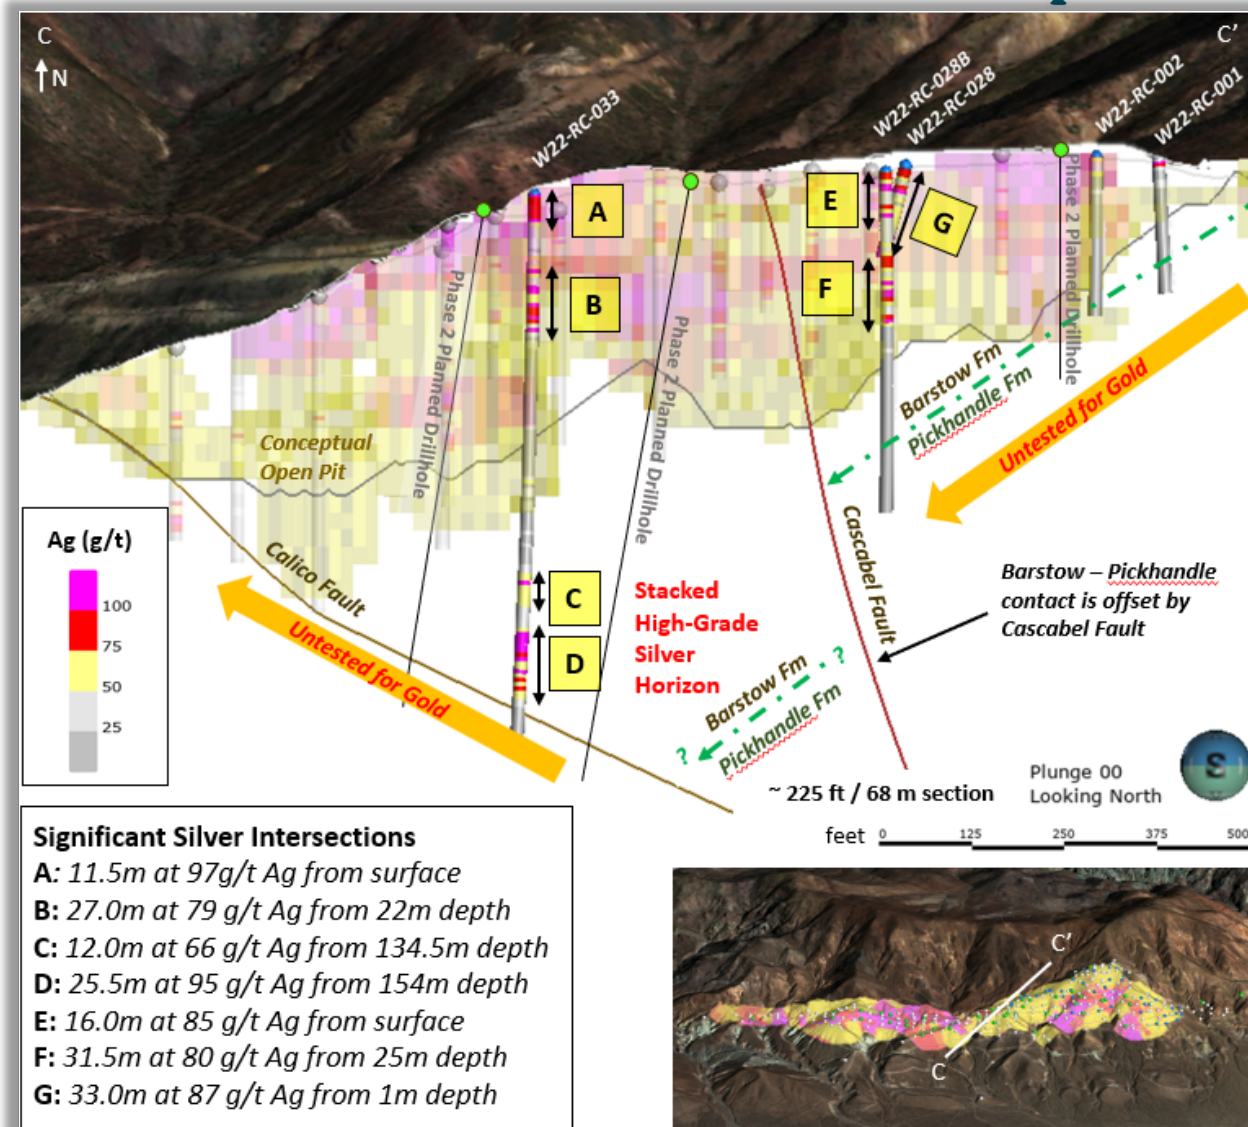 C
C'
N
W22-RC-033
W22-RC-028B
W22-RC-028
W22-RC-002
W22-RC-001
A
B
E
G
F
Phase 2 Planned Drillhole
Phase 2 Planned Drillhole
Phase 2 Planned Drillhole
Barstow Fm
Pickhandle Fm
Untested for Gold
Conceptual
Open Pit
Ag (g/t)
100
75
50
25
Calico Fault
Untested for Gold
C
D
Stacked
High-Grade
Silver
Horizon
Cascabel Fault
Barstow – Pickhandle
contact is offset by
Cascabel Fault
?
Barstow Fm
Pickhandle Fm
?
~ 225 ft / 68 m section
Plunge 00
Looking North
S
feet 0 125 250 375 500
Significant Silver Intersections
A: 11.5m at 97g/t Ag from surface
B: 27.0m at 79 g/t Ag from 22m depth
C: 12.0m at 66 g/t Ag from 134.5m depth
D: 25.5m at 95 g/t Ag from 154m depth
E: 16.0m at 85 g/t Ag from surface
F: 31.5m at 80 g/t Ag from 25m depth
G: 33.0m at 87 g/t Ag from 1m depth
C'
C